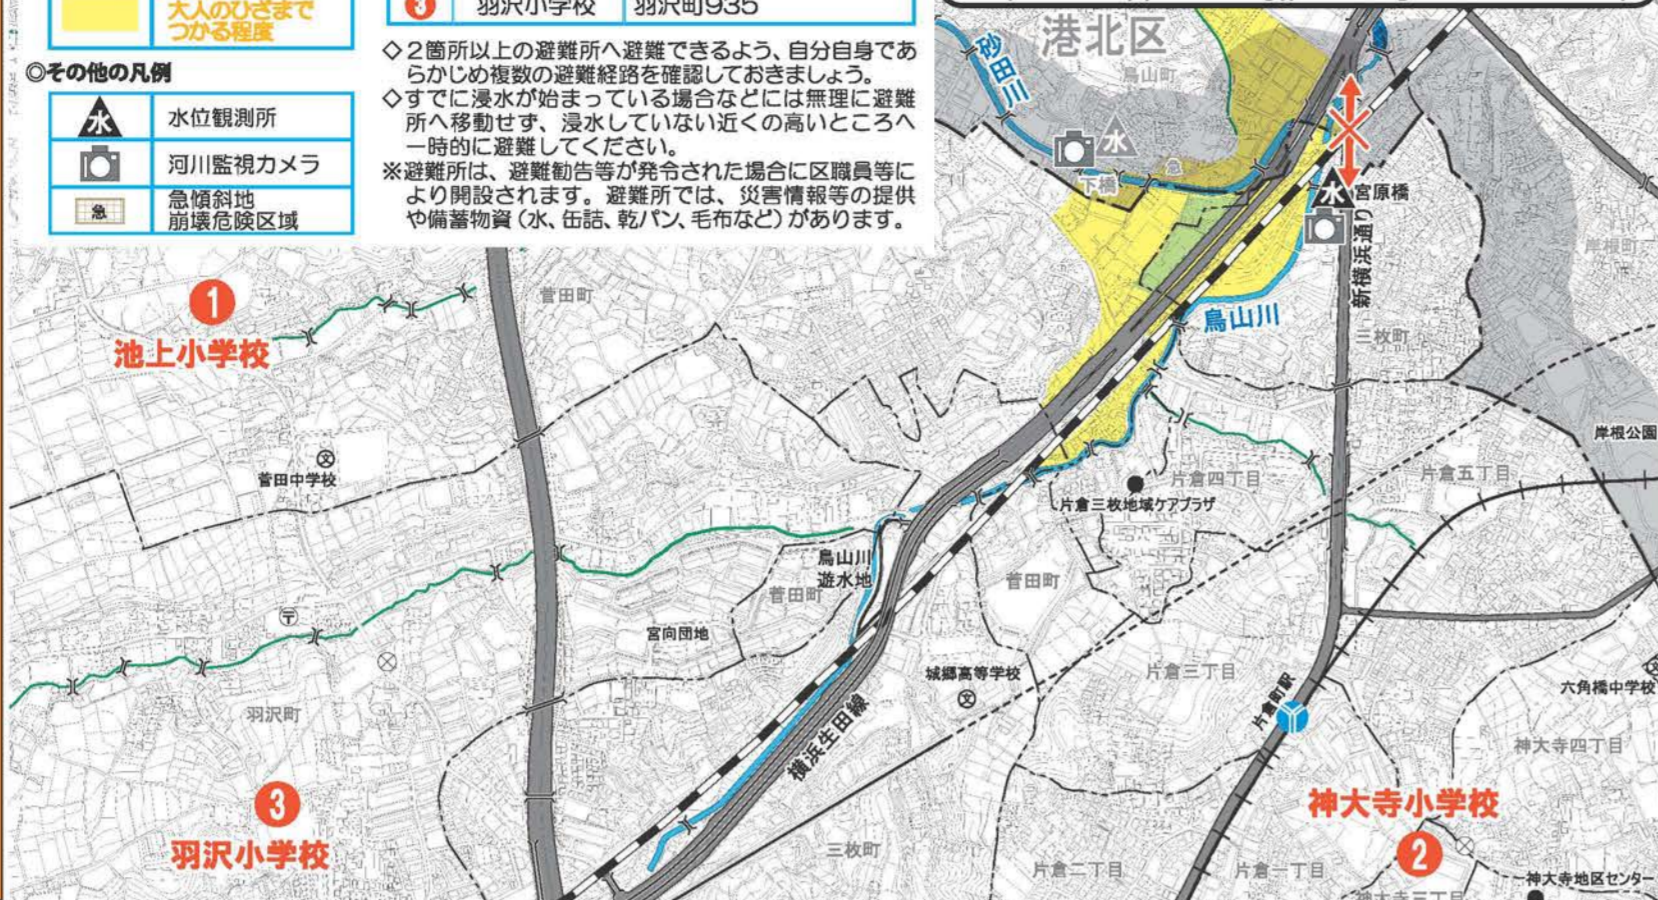 大人のひざまで
つかる程度
3 羽沢小学校 羽沢町935
◎その他の凡例
水 水位観測所
河川監視カメラ
急 急傾斜地
崩壊危険区域
◇2箇所以上の避難所へ避難できるよう、自分自身であ
らかじめ複数の避難経路を確認しておきましょう。
◇すでに浸水が始まっている場合などには無理に避難
所へ移動せず、浸水していない近くの高いところへ
一時的に避難してください。
※避難所は、避難勧告等が発令された場合に区職員等に
より開設されます。避難所では、災害情報等の提供
や備蓄物資(水、缶詰、乾パン、毛布など)があります。
港北区
鳥山町
砂田川
水
下橋
急
水
宮原橋
新横浜通り
岸根町
鳥山川
三枚町
岸根公園
1
池上小学校
菅田町
文
菅田中学校
片倉四丁目
片倉五丁目
片倉三枚地域ケアプラザ
鳥山川
遊水地
菅田町
菅田町
宮向団地
〒
羽沢町
城郷高等学校
文
片倉三丁目
片倉町駅
六角橋中学校
文
神大寺四丁目
横浜生田線
3
羽沢小学校
三枚町
神大寺小学校
2
片倉二丁目
片倉一丁目
神大寺地区センター
神大寺三丁目